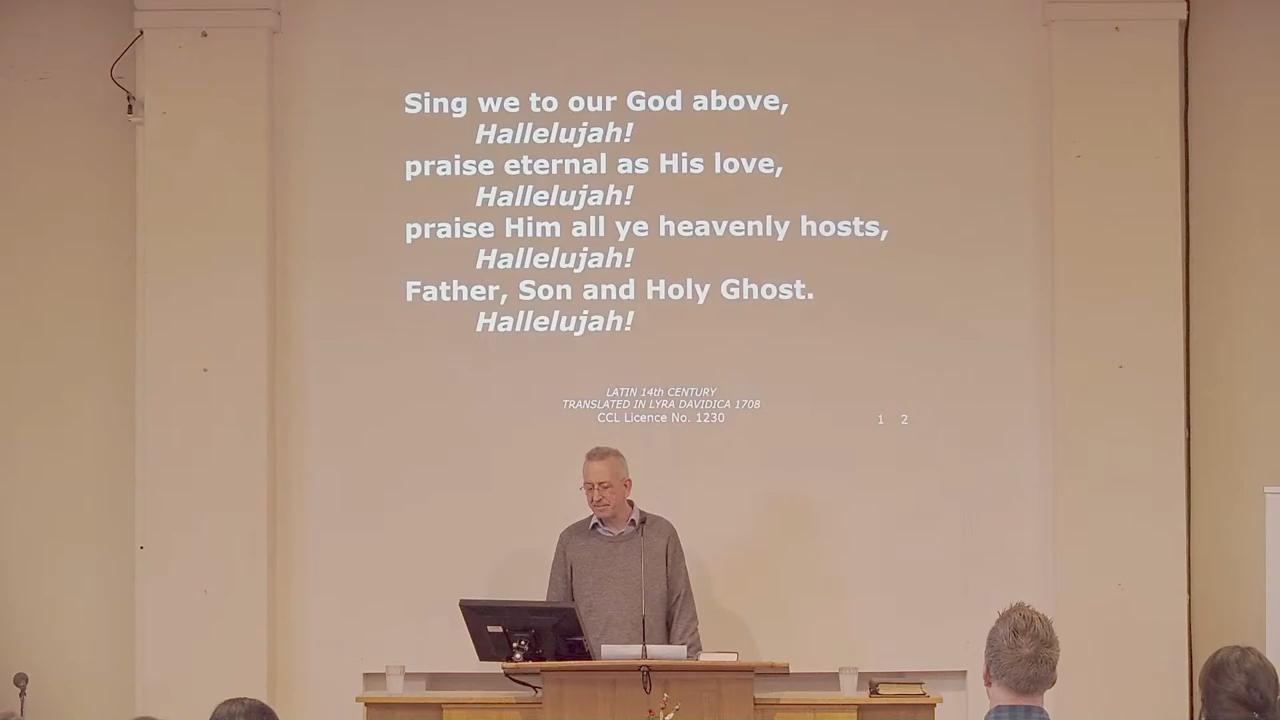 Sing we to our God above,
Hallelujah!
praise eternal as His love,
Hallelujah!
praise Him all ye heavenly hosts,
Hallelujah!
Father, Son and Holy Ghost.
Hallelujah!
LATIN 14th CENTURY
TRANSLATED IN LYRA DAVIDICA 1708
CCL Licence No. 1230
1 2